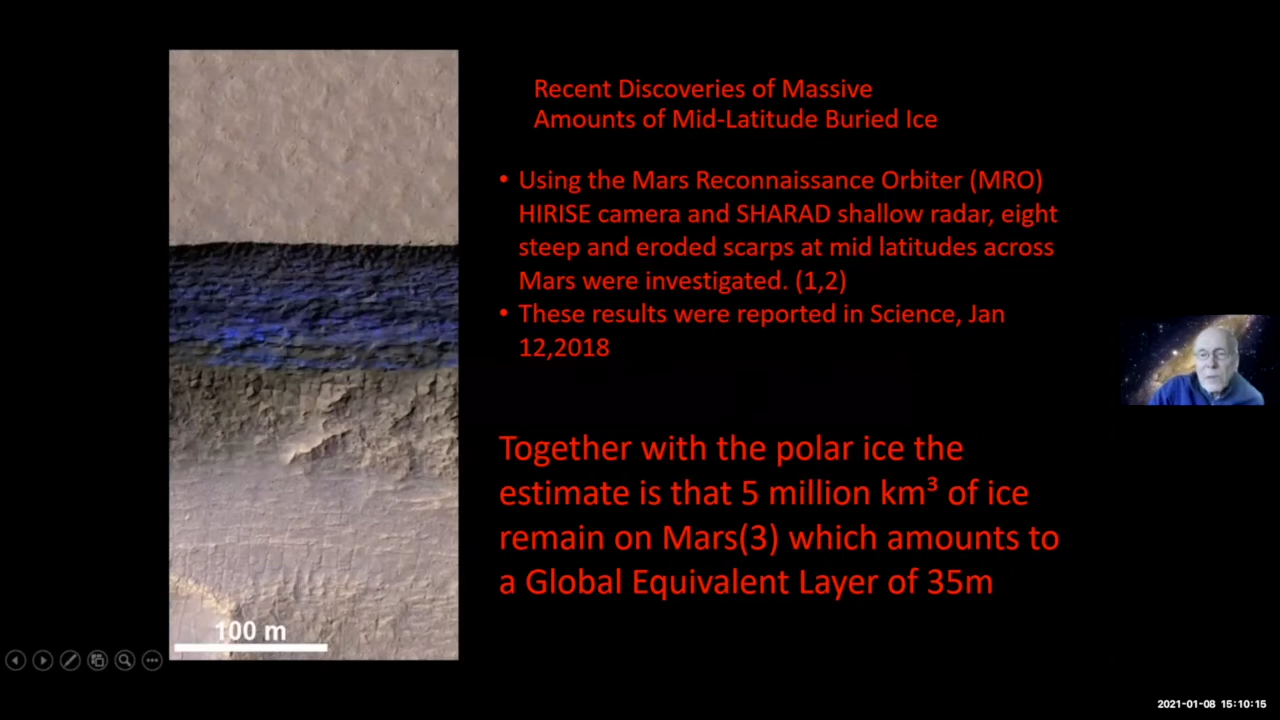 Recent Discoveries of Massive
Amounts of Mid-Latitude Buried Ice
• Using the Mars Reconnaissance Orbiter (MRO)
HIRISE camera and SHARAD shallow radar, eight
steep and eroded scarps at mid latitudes across
Mars were investigated. (1,2)
• These results were reported in Science, Jan
12,2018
Together with the polar ice the
estimate is that 5 million km³ of ice
remain on Mars(3) which amounts to
a Global Equivalent Layer of 35m
100 m
2021-01-08 15:10:15